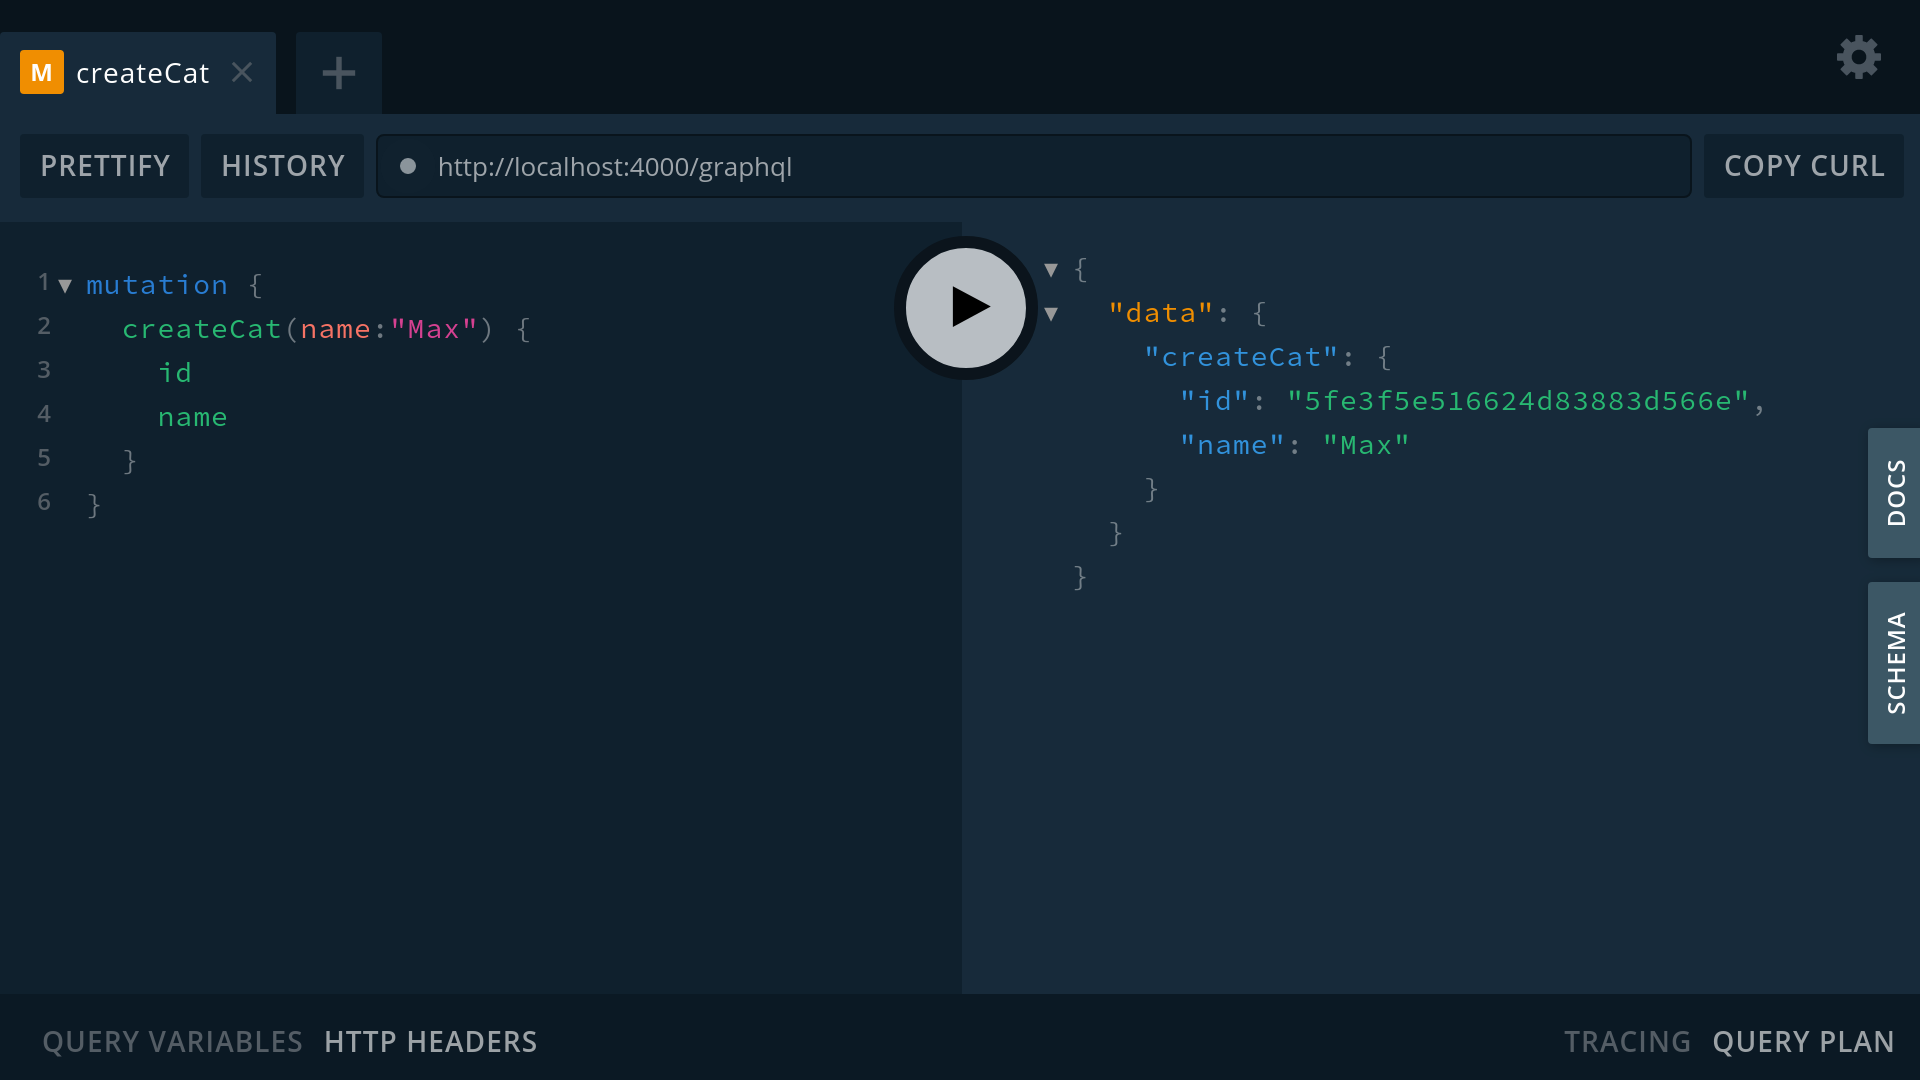 M createCat
PRETTIFY HISTORY http://localhost:4000/graphql COPY CURL
1 mutation {
2 createCat(name:"Max") {
3 id
4 name
5 }
6 }
{
"data": {
"createCat": {
"id": "5fe3f5e516624d83883d566e",
"name": "Max"
}
}
}
DOCS
SCHEMA
QUERY VARIABLES HTTP HEADERS
TRACING QUERY PLAN